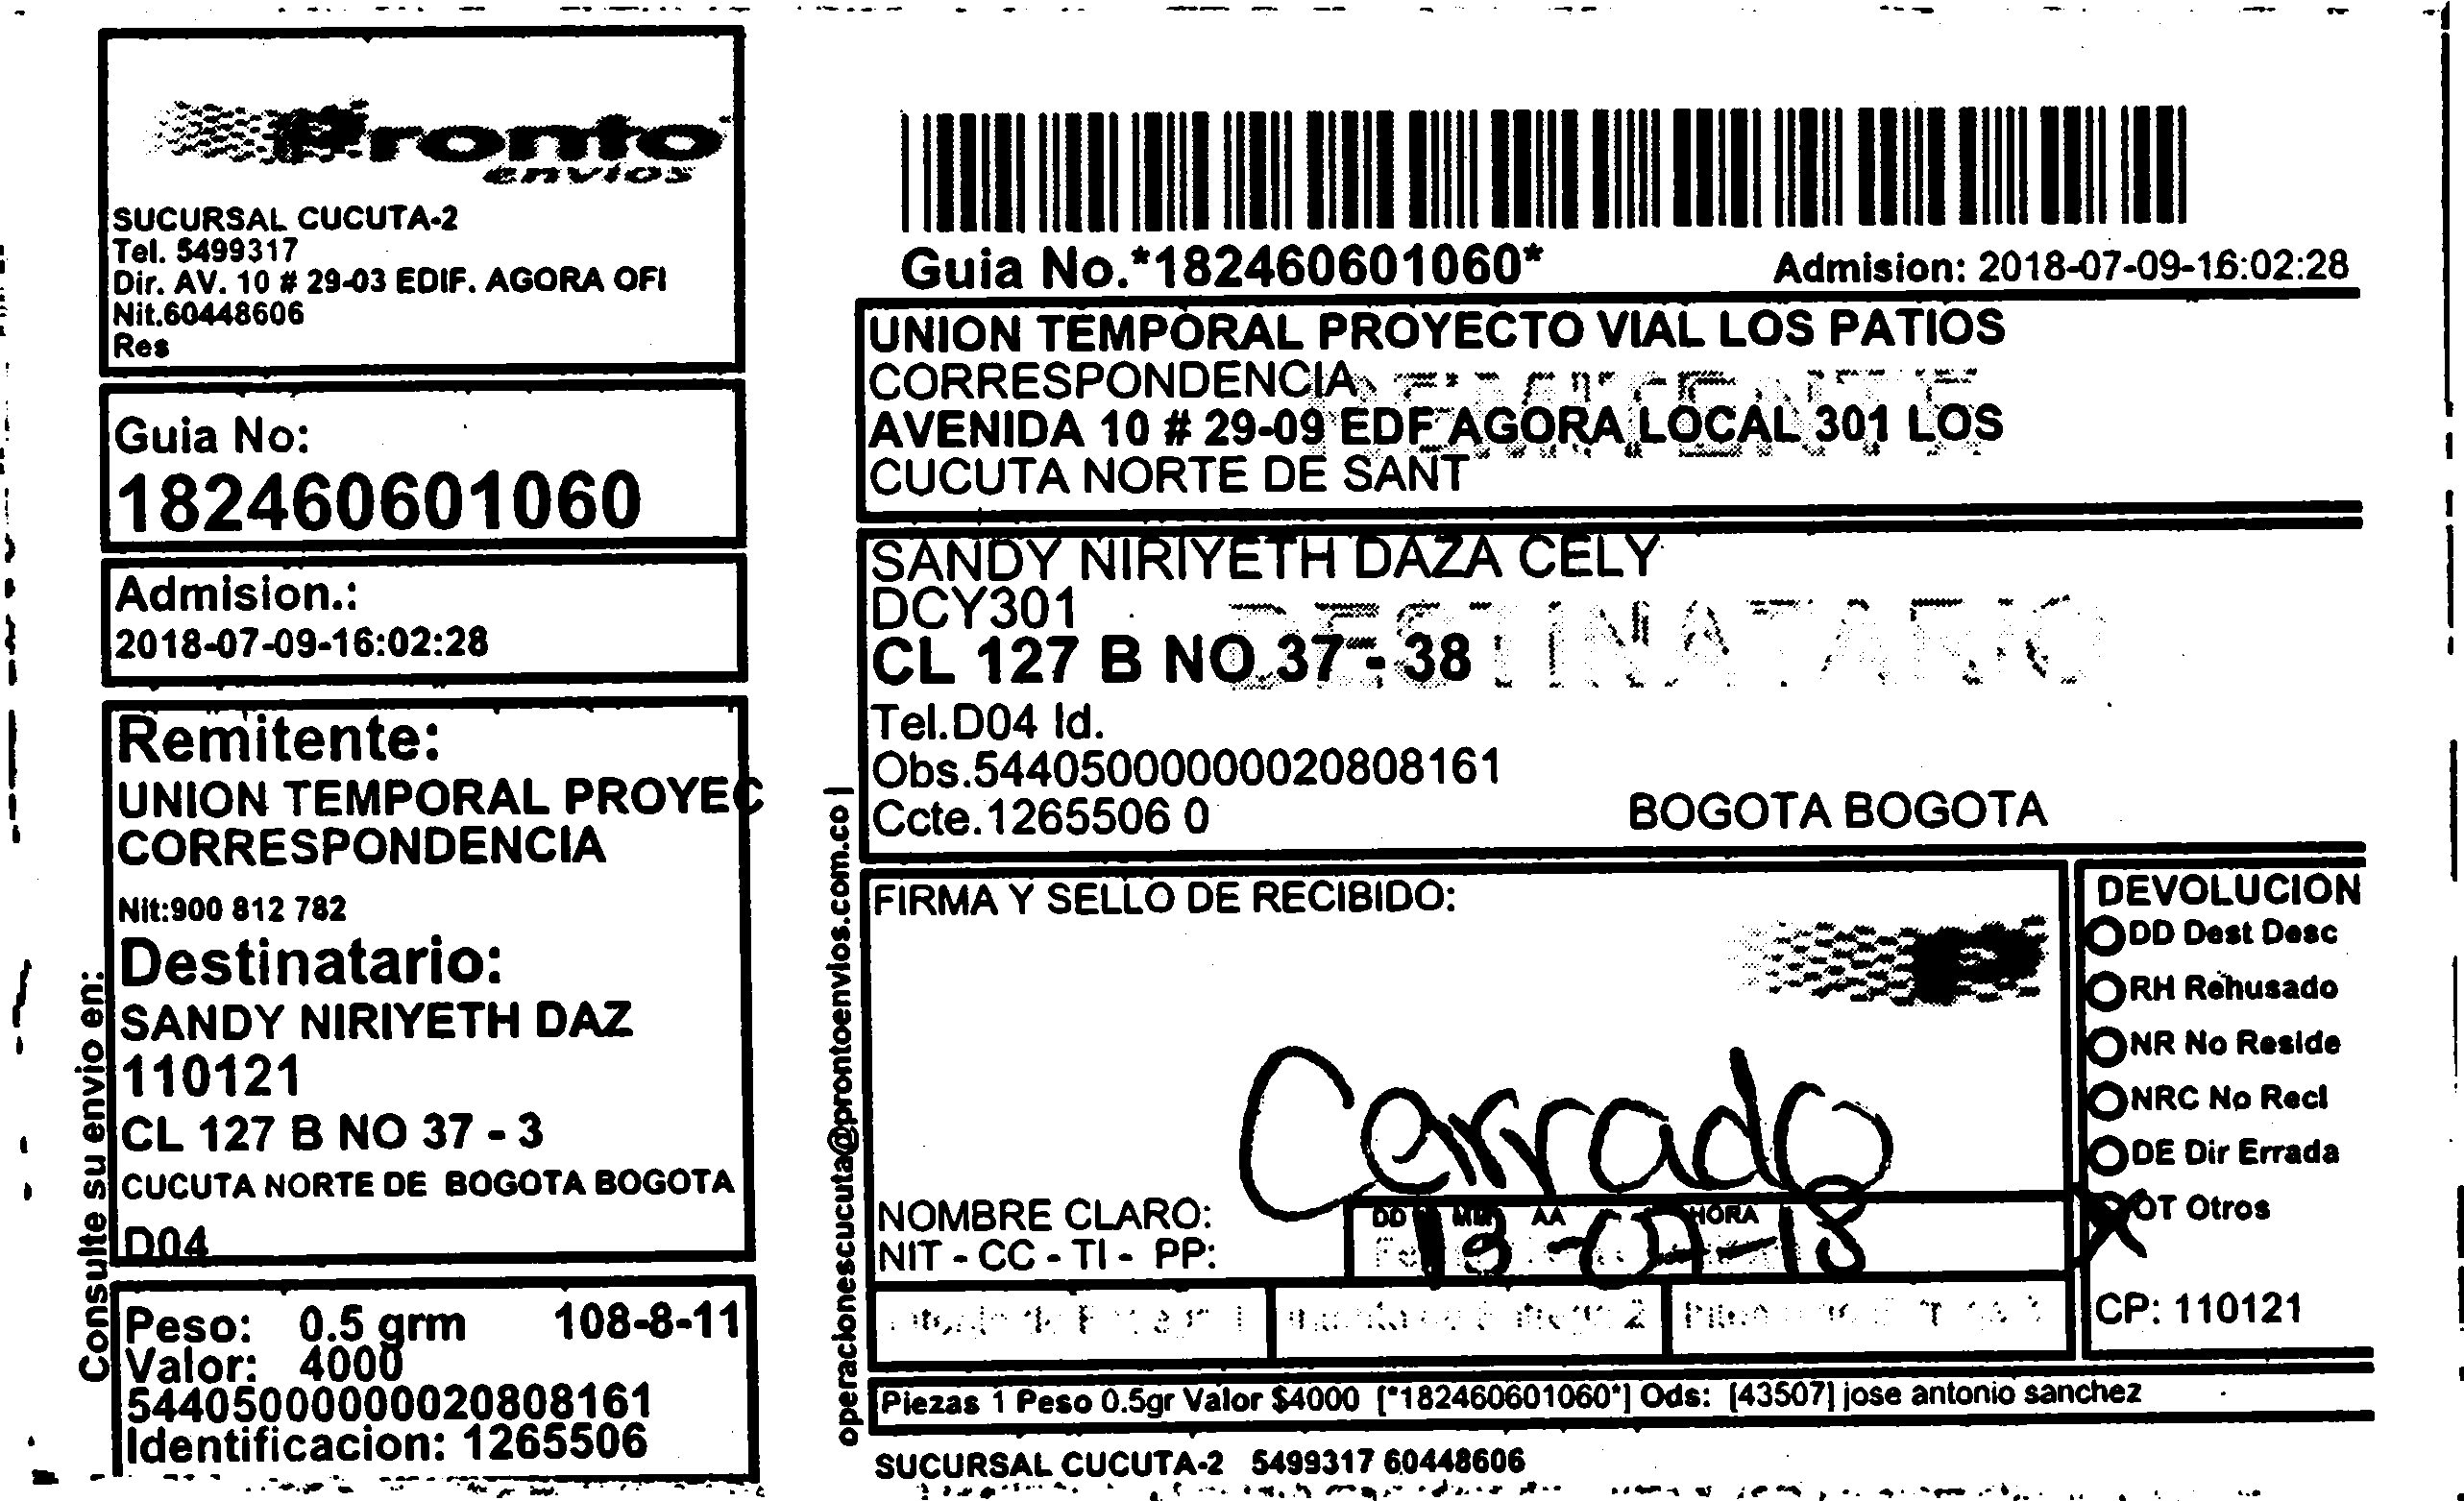 Pronto
envios
SUCURSAL CUCUTA-2
Tel. 5499317
Dir. AV. 10 # 29-03 EDIF. AGORA OFI
Nit.60448606
Res
Guia No:
182460601060
Admision.:
2018-07-09-16:02:28
Remitente:
UNION TEMPORAL PROYEC
CORRESPONDENCIA
Nit:900 812 782
Destinatario:
SANDY NIRIYETH DAZ
110121
CL 127 B NO 37 - 3
CUCUTA NORTE DE BOGOTA BOGOTA
D04
Peso: 0.5 grm 108-8-11
Valor: 4000
544050000000020808161
Identificacion: 1265506
Consulte su envio en:
operacionescucuta@prontoenvios.com.co |
Guia No.*182460601060* Admision: 2018-07-09-16:02:28
UNION TEMPORAL PROYECTO VIAL LOS PATIOS
CORRESPONDENCIA
REMITENTE
AVENIDA 10 # 29-09 EDF AGORA LOCAL 301 LOS
CUCUTA NORTE DE SANT
SANDY NIRIYETH DAZA CELY
DCY301
DESTINATARIO
CL 127 B NO 37 - 38
Tel.D04 Id.
Obs.544050000000020808161
Ccte.1265506 0 BOGOTA BOGOTA
FIRMA Y SELLO DE RECIBIDO:
P
Cerrado
NOMBRE CLARO:
NIT - CC - TI - PP:
DD MM AA HORA
13-07-18
DEVOLUCION
DD Dest Desc
RH Rehusado
NR No Reside
NRC No Recl
DE Dir Errada
OT Otros
CP: 110121
Piezas 1 Peso 0.5gr Valor $4000 [*182460601060*] Ods: [43507] jose antonio sanchez
SUCURSAL CUCUTA-2 5499317 60448606